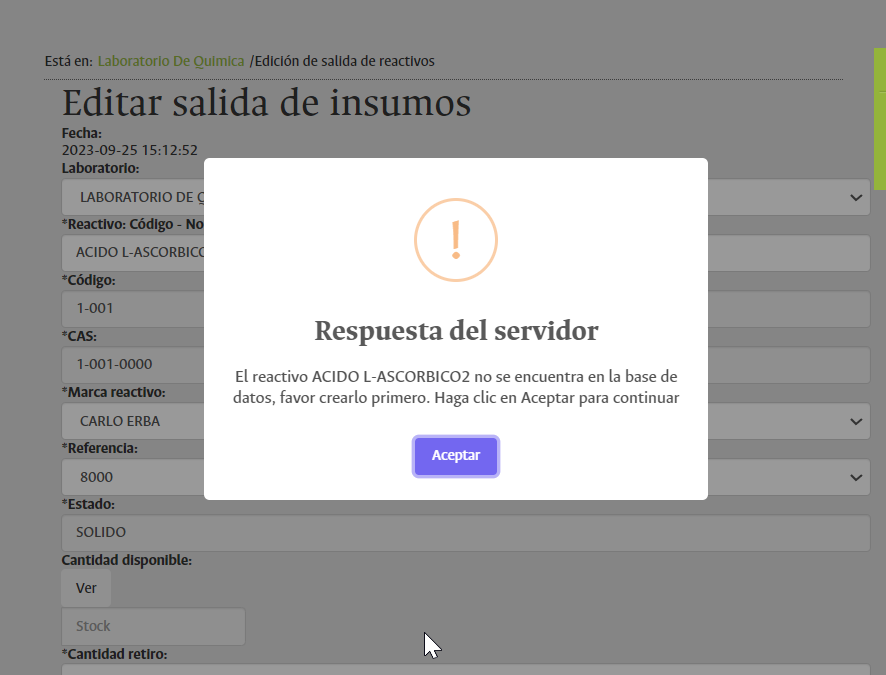 Está en: Laboratorio De Quimica /Edición de salida de reactivos
Editar salida de insumos
Fecha:
2023-09-25 15:12:52
Laboratorio:
LABORATORIO DE Q
*Reactivo: Código - No
ACIDO L-ASCORBICO
*Código:
1-001
*CAS:
1-001-0000
*Marca reactivo:
CARLO ERBA
*Referencia:
8000
*Estado:
SOLIDO
Cantidad disponible:
Ver
Stock
*Cantidad retiro:
!
Respuesta del servidor
El reactivo ACIDO L-ASCORBICO2 no se encuentra en la base de
datos, favor crearlo primero. Haga clic en Aceptar para continuar
Aceptar